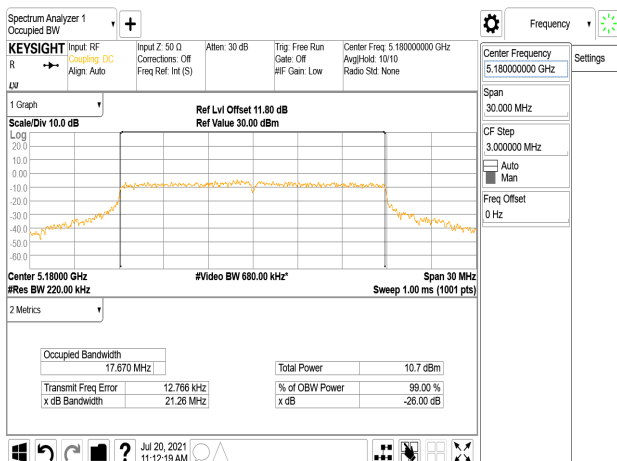 Spectrum Analyzer 1
Occupied BW
Frequency
KEYSIGHT
R
LXI
Input: RF
Coupling: DC
Align: Auto
Input Z: 50 Ω
Corrections: Off
Freq Ref: Int (S)
Atten: 30 dB
Trig: Free Run
Gate: Off
#IF Gain: Low
Center Freq: 5.180000000 GHz
Avg|Hold: 10/10
Radio Std: None
Center Frequency
5.180000000 GHz
Settings
Span
30.000 MHz
CF Step
3.000000 MHz
Auto
Man
Freq Offset
0 Hz
1 Graph
Scale/Div 10.0 dB
Ref Lvl Offset 11.80 dB
Ref Value 30.00 dBm
Log
20.0
10.0
0.00
-10.0
-20.0
-30.0
-40.0
-50.0
-60.0
Center 5.18000 GHz
#Res BW 220.00 kHz
#Video BW 680.00 kHz*
Span 30 MHz
Sweep 1.00 ms (1001 pts)
2 Metrics
Occupied Bandwidth
17.670 MHz
Total Power 10.7 dBm
Transmit Freq Error 12.766 kHz
% of OBW Power 99.00 %
x dB Bandwidth 21.26 MHz
x dB -26.00 dB
?
Jul 20, 2021
11:12:19 AM